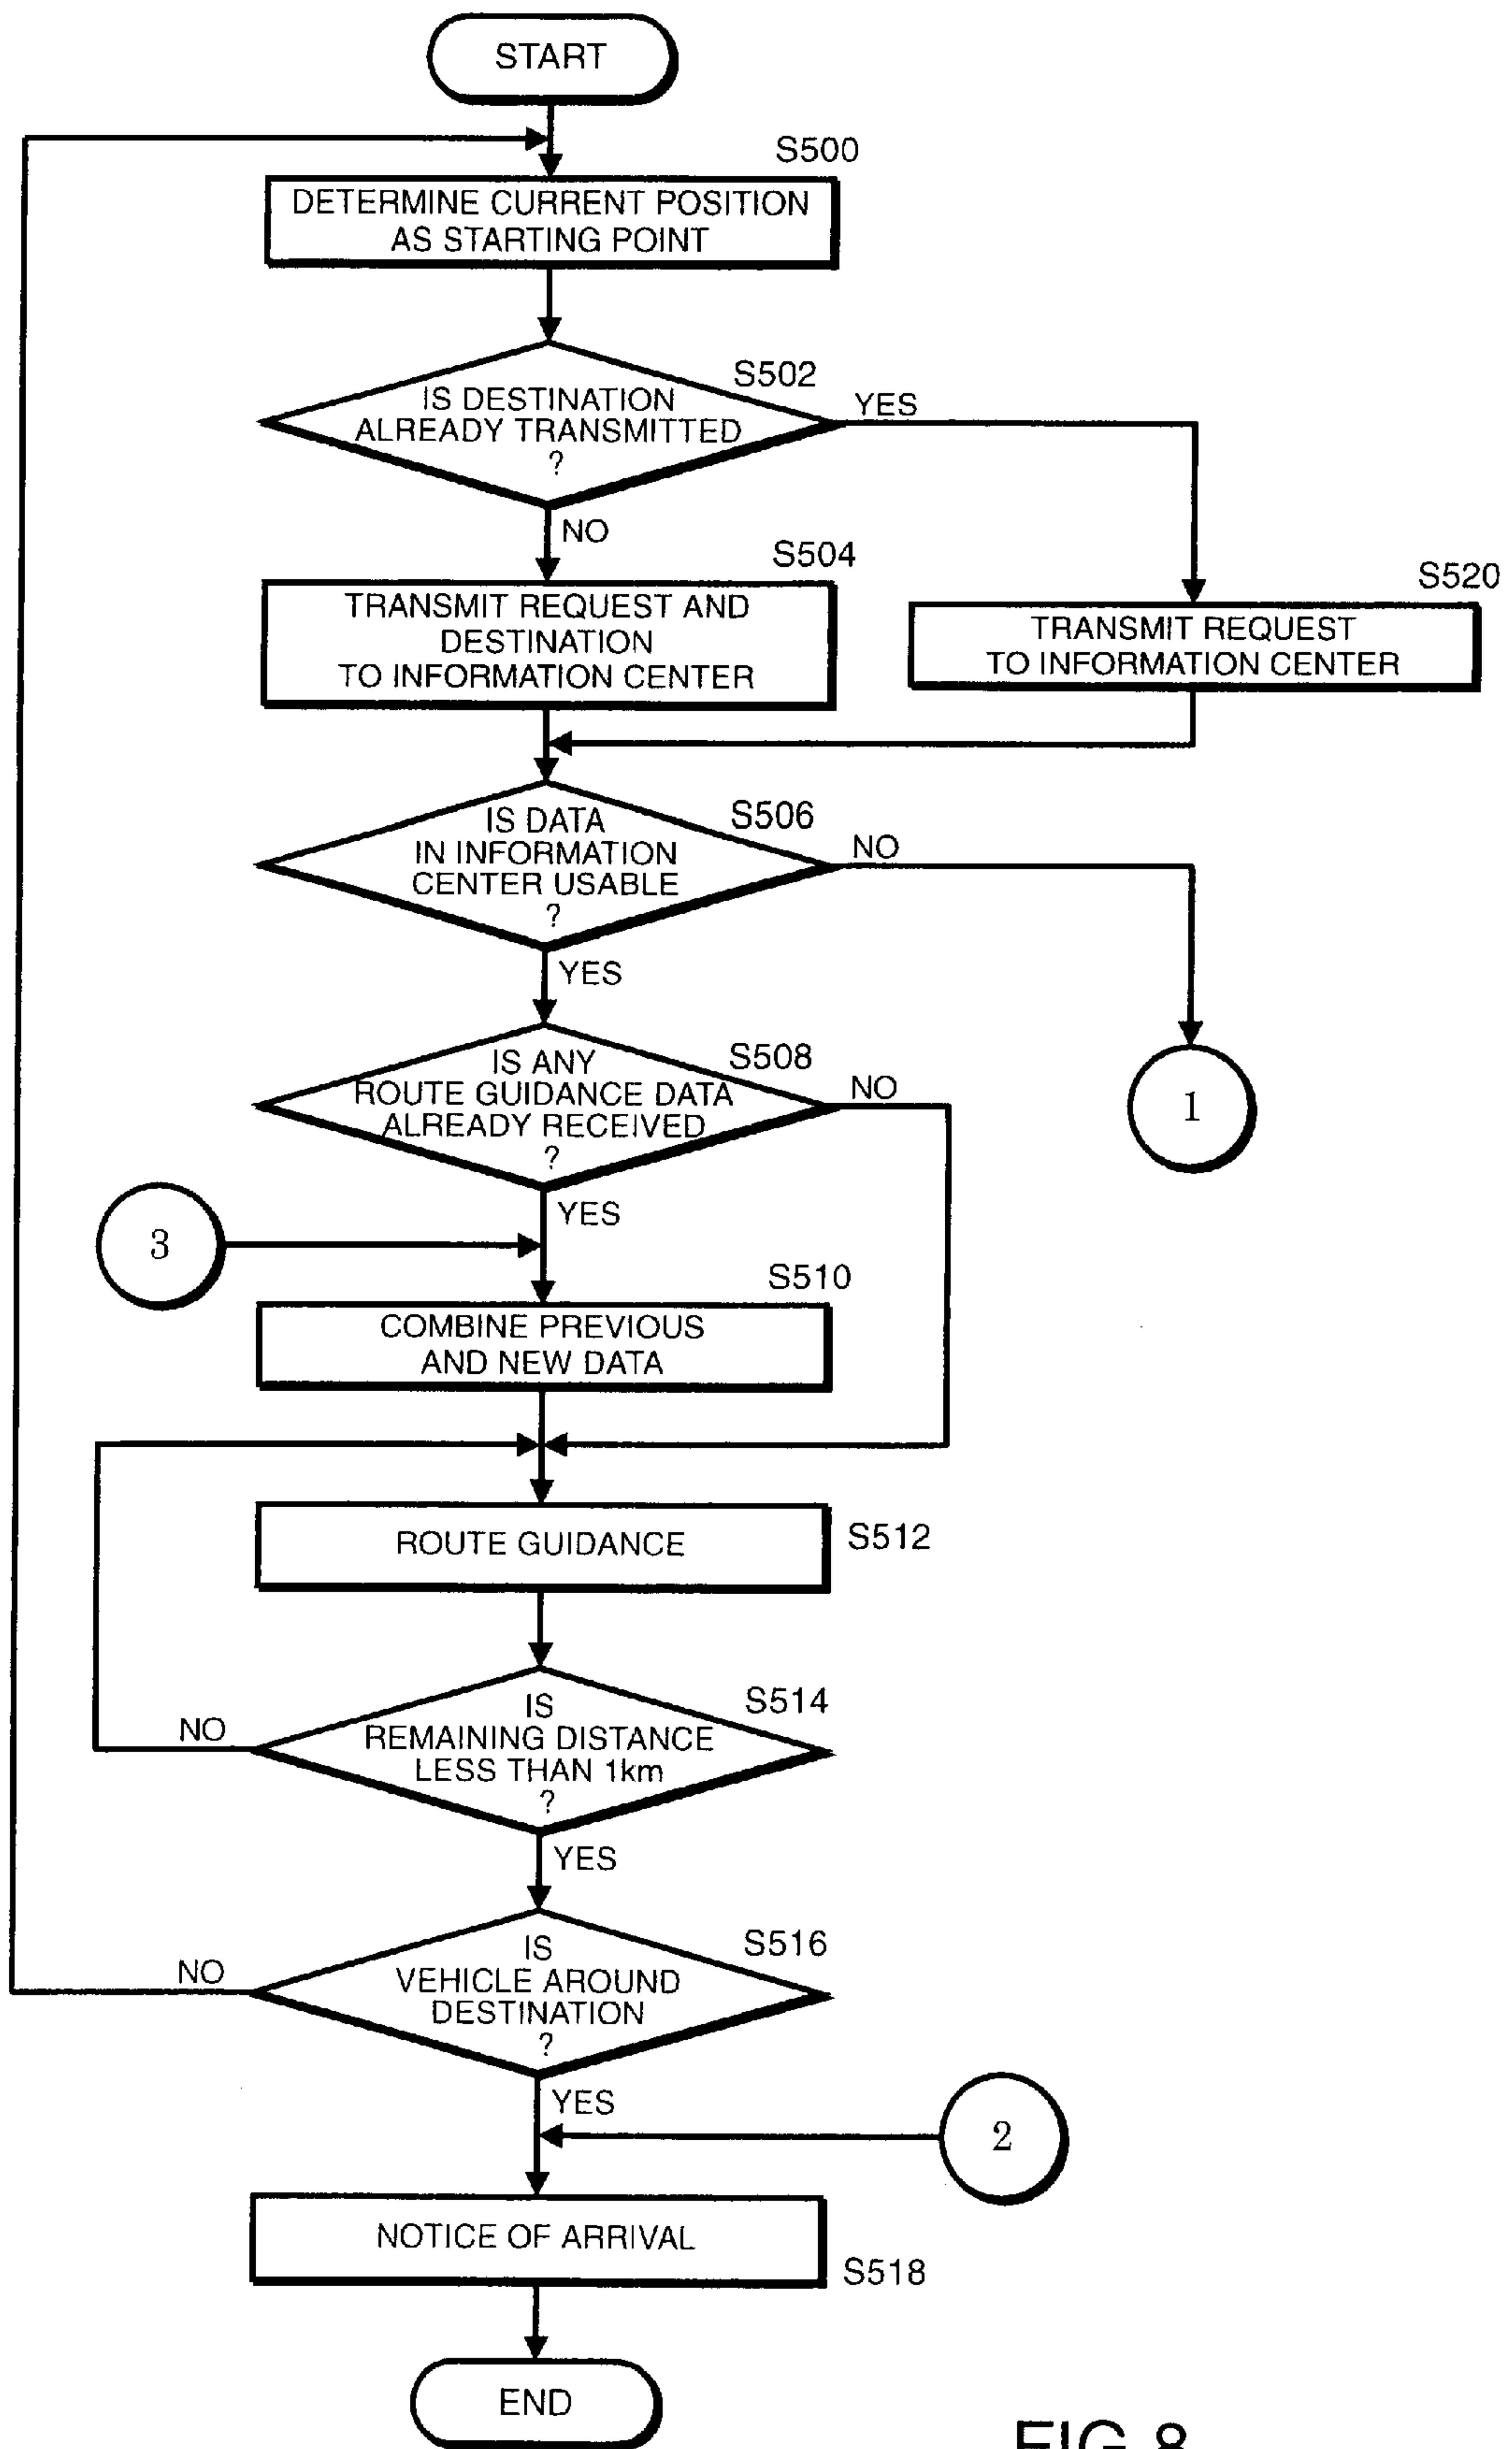 START
S500
DETERMINE CURRENT POSITION
AS STARTING POINT
S502
IS DESTINATION
ALREADY TRANSMITTED
?
YES
NO
S504
TRANSMIT REQUEST AND
DESTINATION
TO INFORMATION CENTER
S520
TRANSMIT REQUEST
TO INFORMATION CENTER
S506
IS DATA
IN INFORMATION
CENTER USABLE
?
NO
YES
1
S508
IS ANY
ROUTE GUIDANCE DATA
ALREADY RECEIVED
?
NO
YES
3
S510
COMBINE PREVIOUS
AND NEW DATA
ROUTE GUIDANCE
S512
S514
IS
REMAINING DISTANCE
LESS THAN 1km
?
NO
YES
S516
IS
VEHICLE AROUND
DESTINATION
?
NO
YES
2
NOTICE OF ARRIVAL
S518
END
FIG. 8